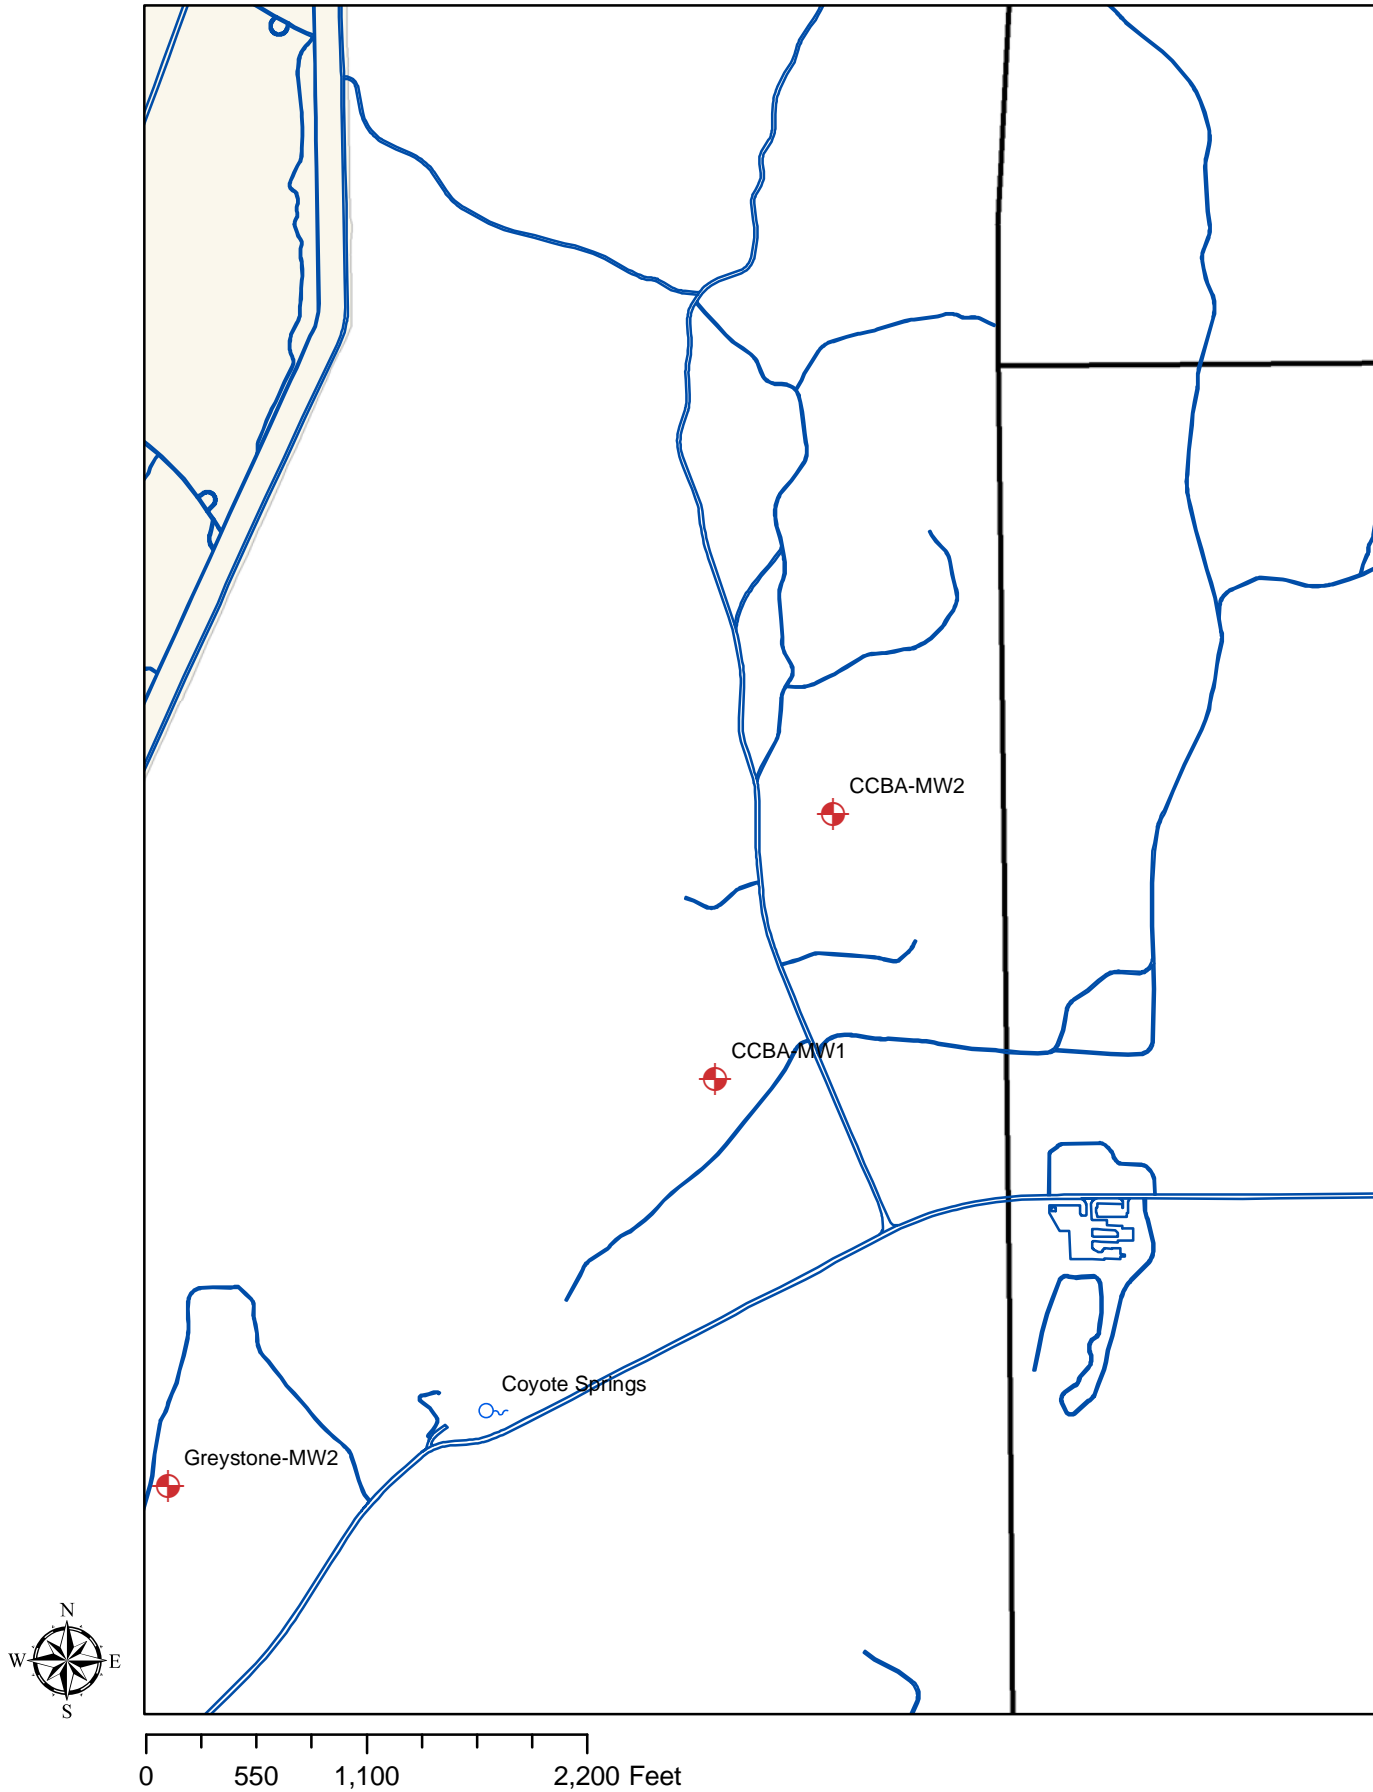 CCBA-MW2
CCBA-MW1
Coyote Springs
Greystone-MW2
N
W E
S
0 550 1,100 2,200 Feet